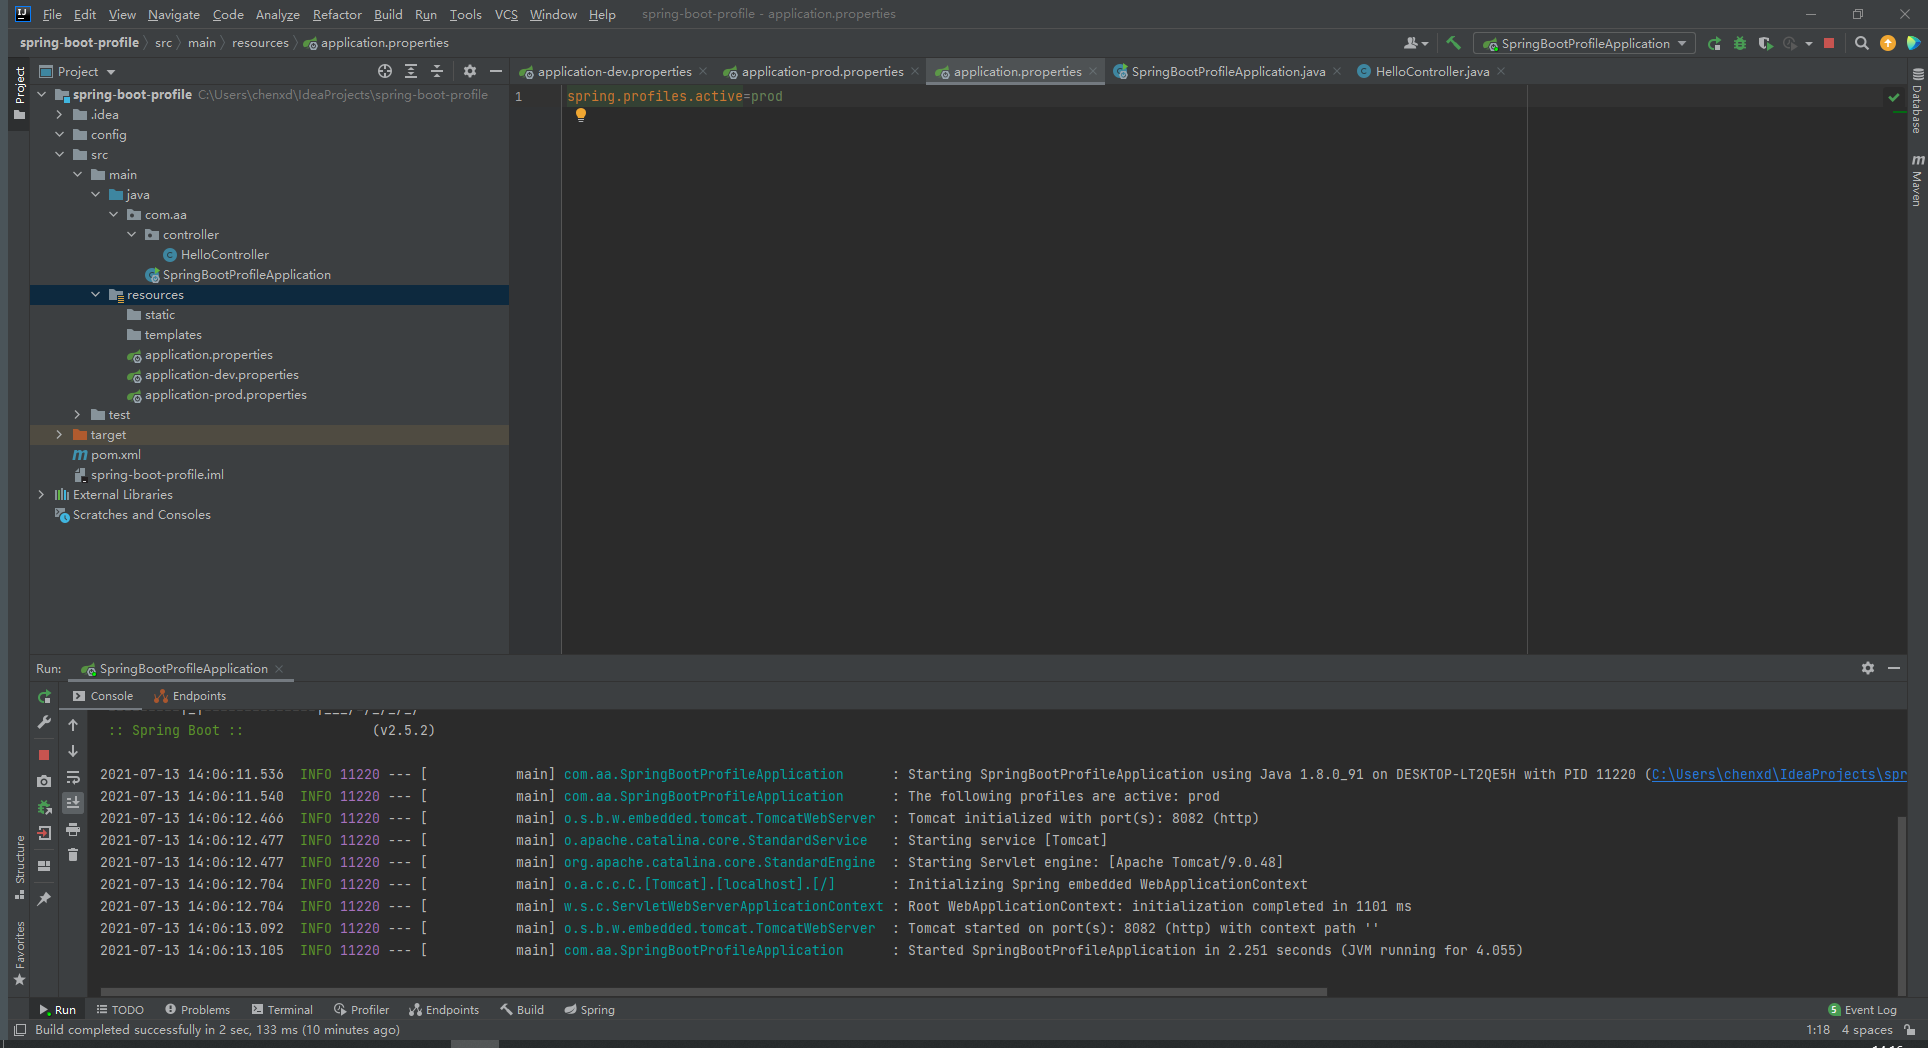 File Edit View Navigate Code Analyze Refactor Build Run Tools VCS Window Help spring-boot-profile - application.properties
spring-boot-profile src main resources application.properties
SpringBootProfileApplication
Project
application-dev.properties application-prod.properties application.properties SpringBootProfileApplication.java HelloController.java
Project
spring-boot-profile C:\Users\chenxd\IdeaProjects\spring-boot-profile
.idea
config
src
main
java
com.aa
controller
HelloController
SpringBootProfileApplication
resources
static
templates
application.properties
application-dev.properties
application-prod.properties
test
target
pom.xml
spring-boot-profile.iml
External Libraries
Scratches and Consoles
1 spring.profiles.active=prod
Database
Maven
Run: SpringBootProfileApplication
Console Endpoints
:: Spring Boot :: (v2.5.2)
2021-07-13 14:06:11.536 INFO 11220 --- [ main] com.aa.SpringBootProfileApplication : Starting SpringBootProfileApplication using Java 1.8.0_91 on DESKTOP-LT2QE5H with PID 11220 (C:\Users\chenxd\IdeaProjects\spr
2021-07-13 14:06:11.540 INFO 11220 --- [ main] com.aa.SpringBootProfileApplication : The following profiles are active: prod
2021-07-13 14:06:12.466 INFO 11220 --- [ main] o.s.b.w.embedded.tomcat.TomcatWebServer : Tomcat initialized with port(s): 8082 (http)
2021-07-13 14:06:12.477 INFO 11220 --- [ main] o.apache.catalina.core.StandardService : Starting service [Tomcat]
2021-07-13 14:06:12.477 INFO 11220 --- [ main] org.apache.catalina.core.StandardEngine : Starting Servlet engine: [Apache Tomcat/9.0.48]
2021-07-13 14:06:12.704 INFO 11220 --- [ main] o.a.c.c.C.[Tomcat].[localhost].[/] : Initializing Spring embedded WebApplicationContext
2021-07-13 14:06:12.704 INFO 11220 --- [ main] w.s.c.ServletWebServerApplicationContext : Root WebApplicationContext: initialization completed in 1101 ms
2021-07-13 14:06:13.092 INFO 11220 --- [ main] o.s.b.w.embedded.tomcat.TomcatWebServer : Tomcat started on port(s): 8082 (http) with context path ''
2021-07-13 14:06:13.105 INFO 11220 --- [ main] com.aa.SpringBootProfileApplication : Started SpringBootProfileApplication in 2.251 seconds (JVM running for 4.055)
Structure
Favorites
Run TODO Problems Terminal Profiler Endpoints Build Spring 5 Event Log
Build completed successfully in 2 sec, 133 ms (10 minutes ago) 1:18 4 spaces